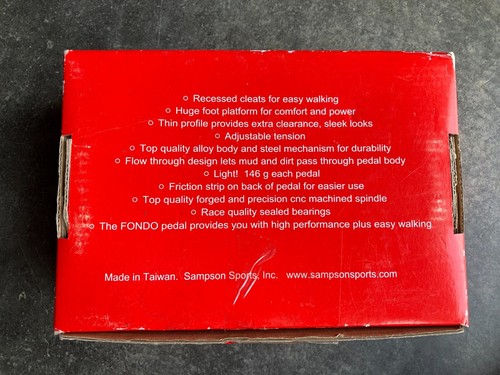 ○ Recessed cleats for easy walking
○ Huge foot platform for comfort and power
○ Thin profile provides extra clearance, sleek looks
○ Adjustable tension
○ Top quality alloy body and steel mechanism for durability
○ Flow through design lets mud and dirt pass through pedal body
○ Light! 146 g each pedal
○ Friction strip on back of pedal for easier use
○ Top quality forged and precision cnc machined spindle
○ Race quality sealed bearings
○ The FONDO pedal provides you with high performance plus easy walking
Made in Taiwan. Sampson Sports, Inc. www.sampsonsports.com